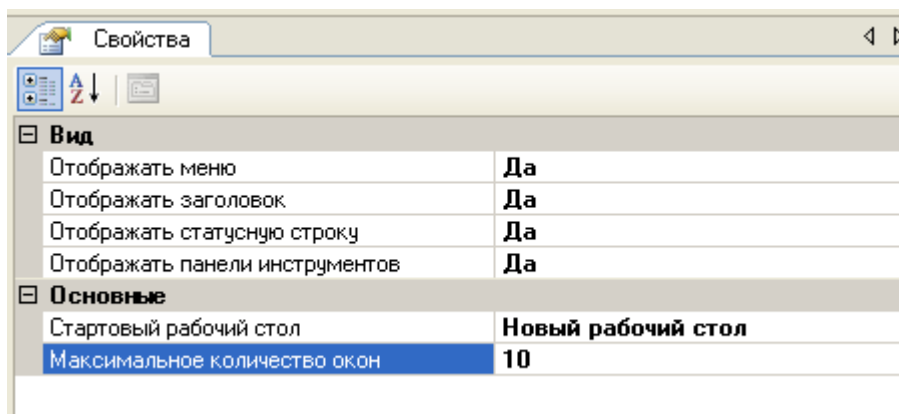 Свойства
Вид
Отображать меню Да
Отображать заголовок Да
Отображать статусную строку Да
Отображать панели инструментов Да
Основные
Стартовый рабочий стол Новый рабочий стол
Максимальное количество окон 10